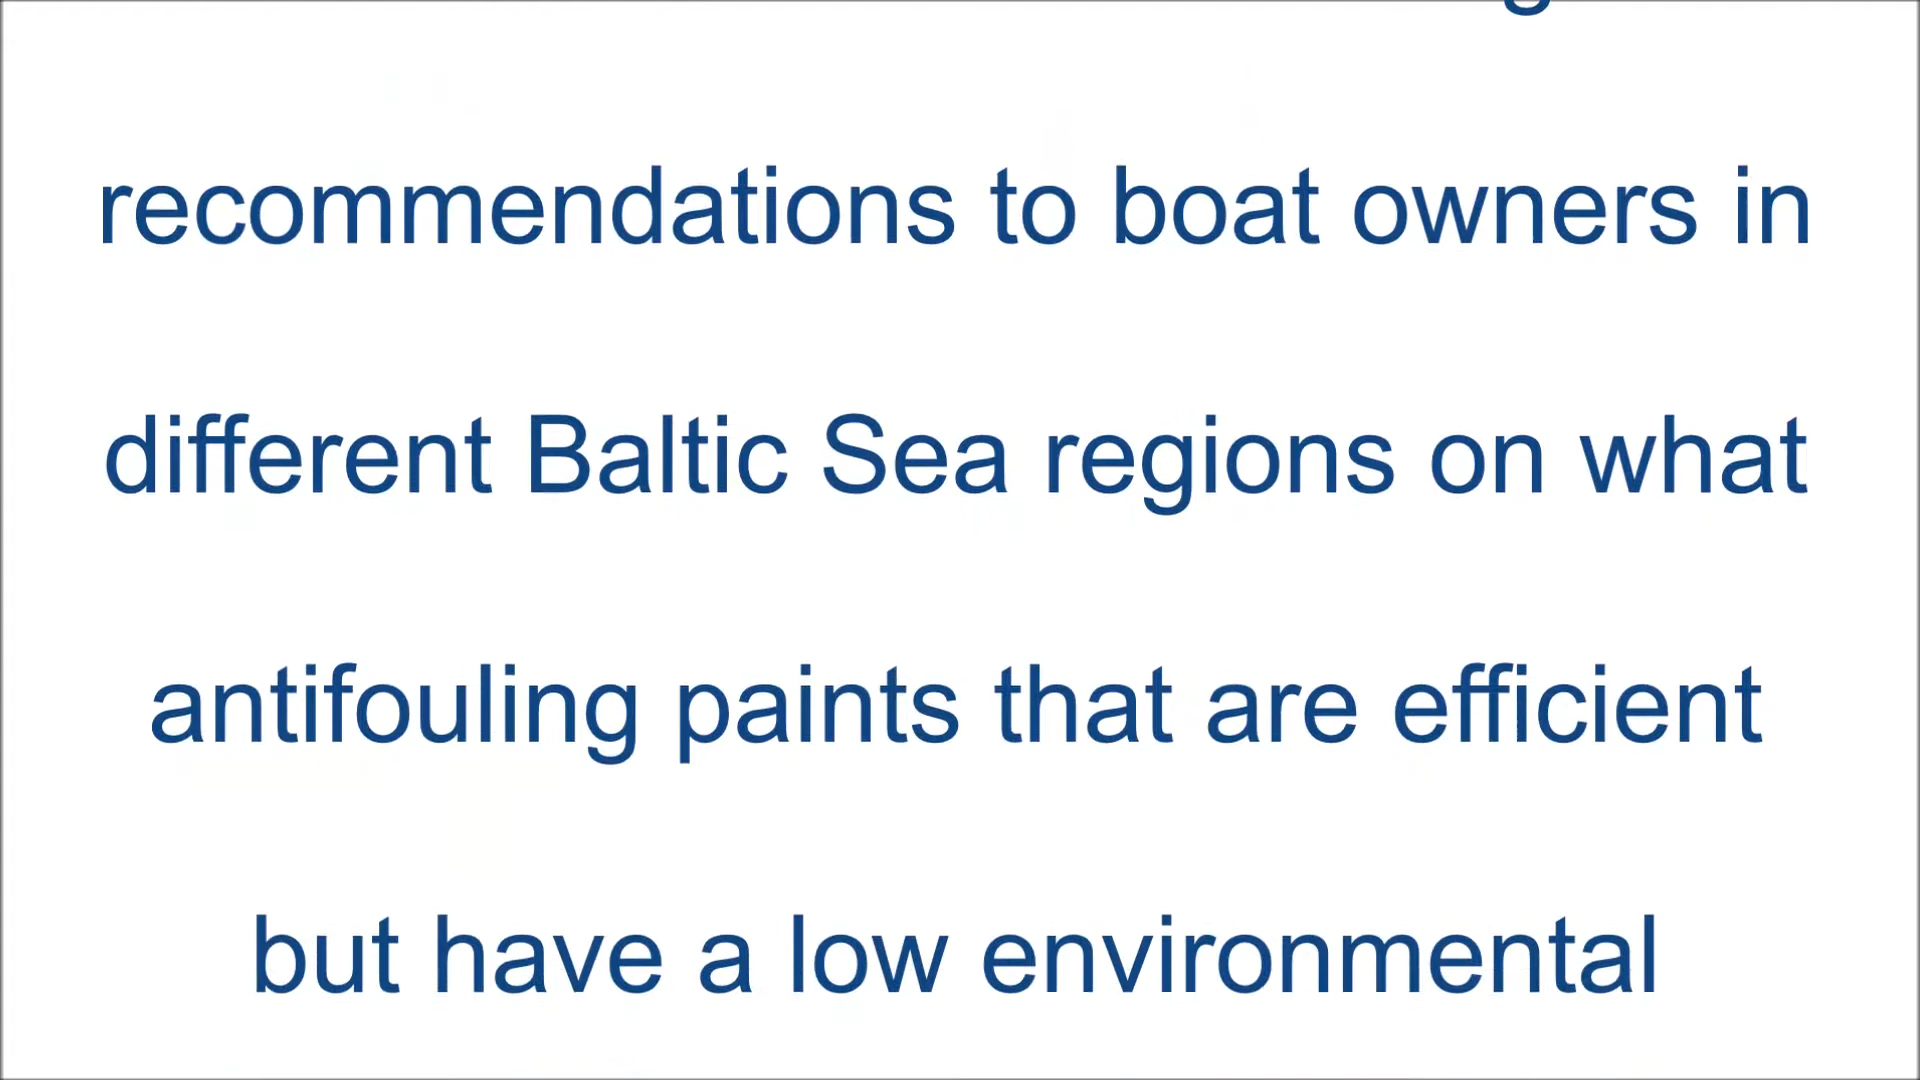 recommendations to boat owners in
different Baltic Sea regions on what
antifouling paints that are efficient
but have a low environmental